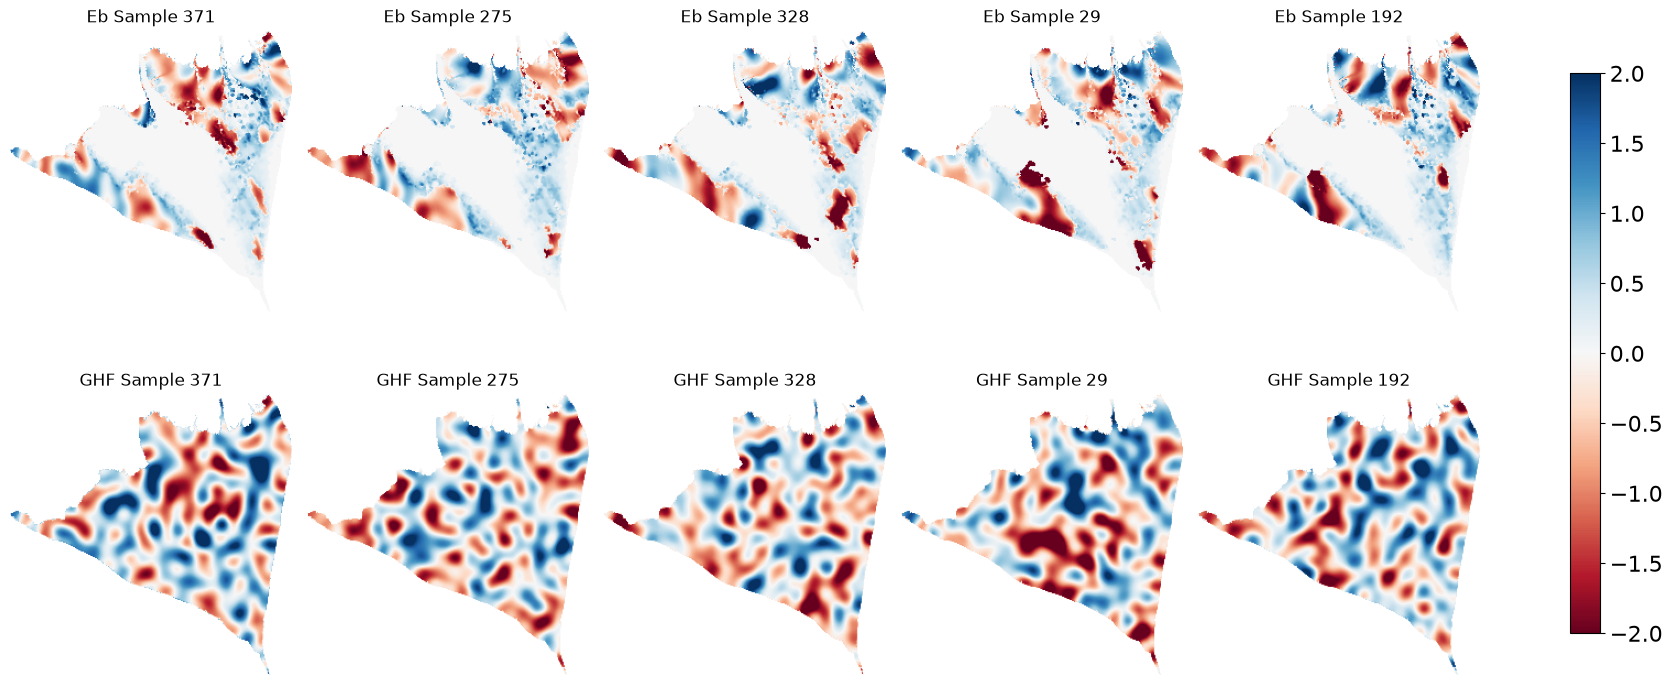 Eb Sample 371
Eb Sample 275
Eb Sample 328
Eb Sample 29
Eb Sample 192
2.0
1.5
1.0
0.5
0.0
−0.5
−1.0
−1.5
−2.0
GHF Sample 371
GHF Sample 275
GHF Sample 328
GHF Sample 29
GHF Sample 192